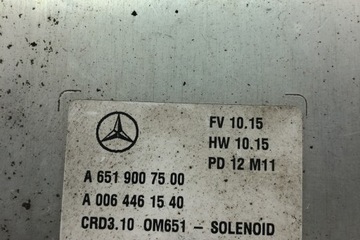 FV 10.15
HW 10.15
PD 12 M11
A 651 900 75 00
A 006 446 15 40
CRD3.10 OM651 - SOLENOID